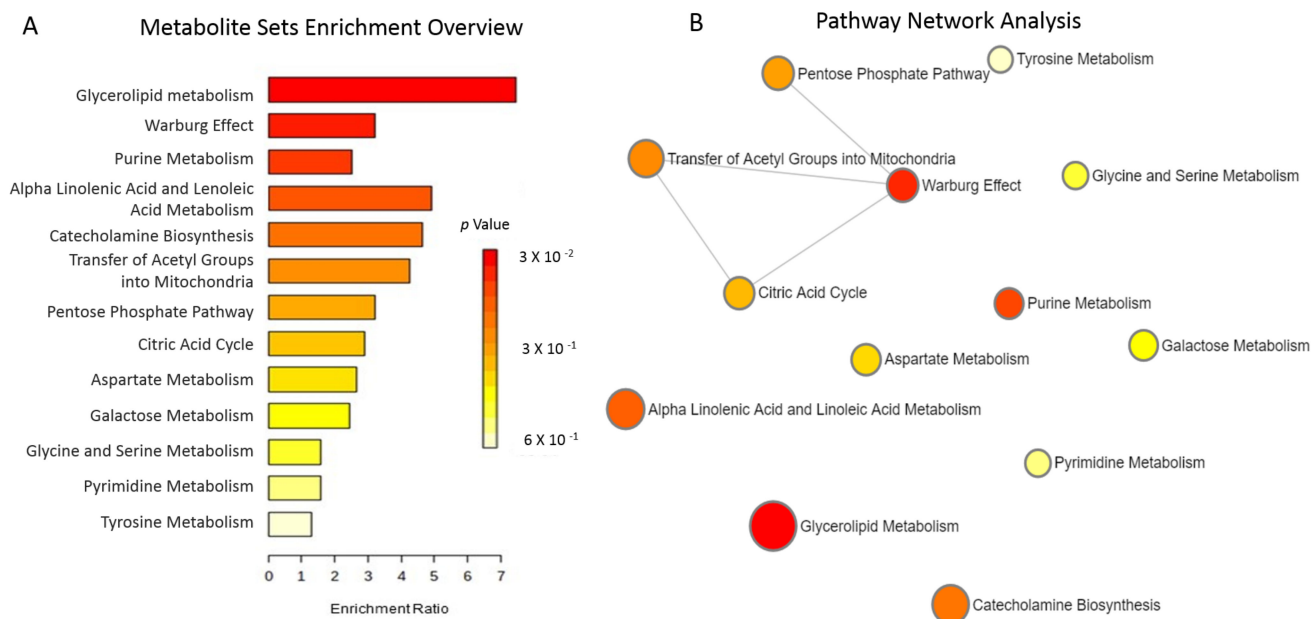 A
Metabolite Sets Enrichment Overview
Glycerolipid metabolism
Warburg Effect
Purine Metabolism
Alpha Linolenic Acid and Lenoleic
Acid Metabolism
Catecholamine Biosynthesis
Transfer of Acetyl Groups
into Mitochondria
Pentose Phosphate Pathway
Citric Acid Cycle
Aspartate Metabolism
Galactose Metabolism
Glycine and Serine Metabolism
Pyrimidine Metabolism
Tyrosine Metabolism
0 1 2 3 4 5 6 7
Enrichment Ratio
p Value
3 X 10 -2
3 X 10 -1
6 X 10 -1
B
Pathway Network Analysis
Tyrosine Metabolism
Pentose Phosphate Pathway
Transfer of Acetyl Groups into Mitochondria
Glycine and Serine Metabolism
Warburg Effect
Citric Acid Cycle
Purine Metabolism
Galactose Metabolism
Aspartate Metabolism
Alpha Linolenic Acid and Linoleic Acid Metabolism
Pyrimidine Metabolism
Glycerolipid Metabolism
Catecholamine Biosynthesis